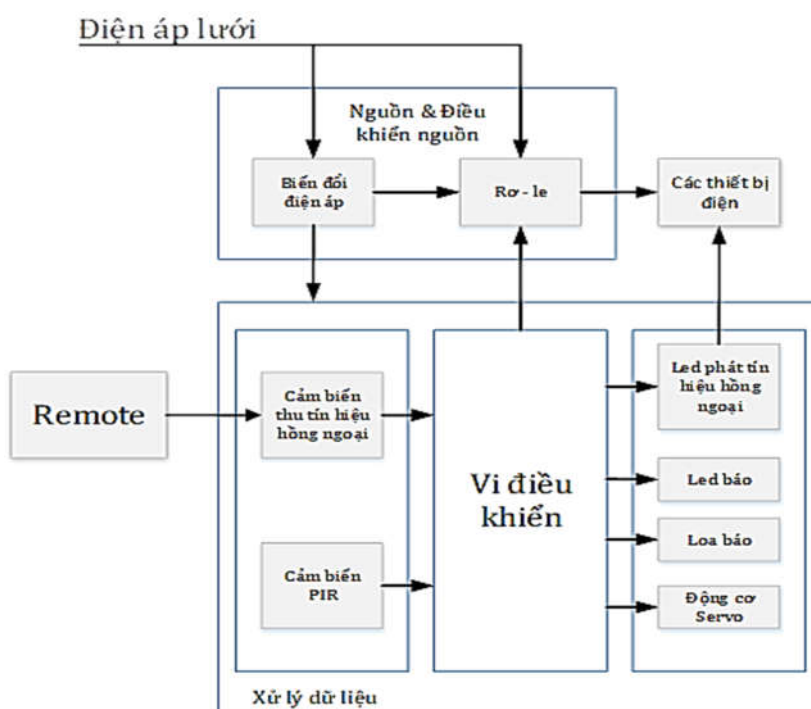 Điện áp lưới
Nguồn & Điều
khiển nguồn
Biến đổi
điện áp
Rơ - le
Các thiết bị
điện
Remote
Cảm biến
thu tín hiệu
hồng ngoại
Cảm biến
PIR
Vi điều
khiển
Led phát tín
hiệu hồng
ngoại
Led báo
Loa báo
Động cơ
Servo
Xử lý dữ liệu